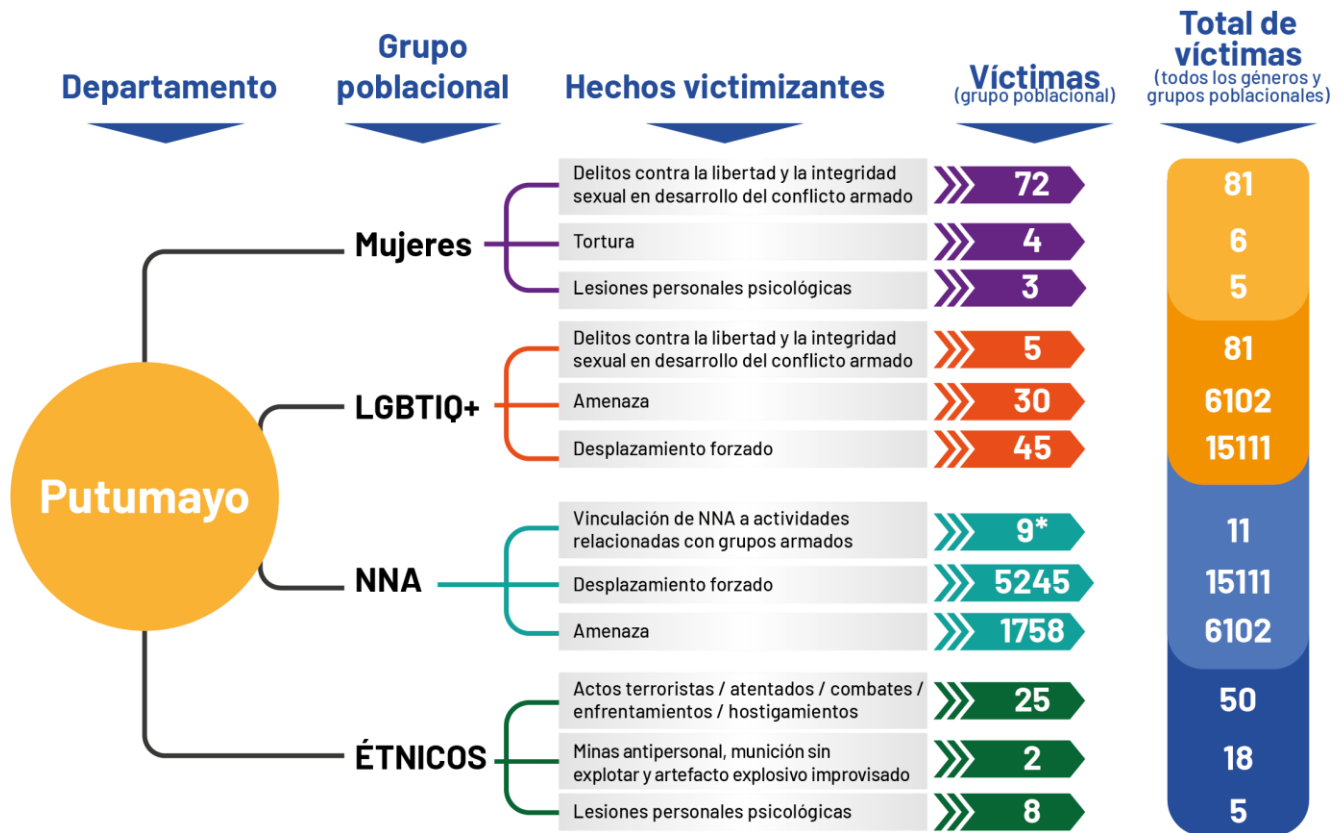 Departamento
Grupo
poblacional
Hechos victimizantes
Víctimas
(grupo poblacional)
Total de
víctimas
(todos los géneros y
grupos poblacionales)
Putumayo
Mujeres
Delitos contra la libertad y la integridad
sexual en desarrollo del conflicto armado
72
81
Tortura
4
6
Lesiones personales psicológicas
3
5
LGBTIQ+
Delitos contra la libertad y la integridad
sexual en desarrollo del conflicto armado
5
81
Amenaza
30
6102
Desplazamiento forzado
45
15111
NNA
Vinculación de NNA a actividades
relacionadas con grupos armados
9*
11
Desplazamiento forzado
5245
15111
Amenaza
1758
6102
ÉTNICOS
Actos terroristas / atentados / combates /
enfrentamientos / hostigamientos
25
50
Minas antipersonal, munición sin
explotar y artefacto explosivo improvisado
2
18
Lesiones personales psicológicas
8
5